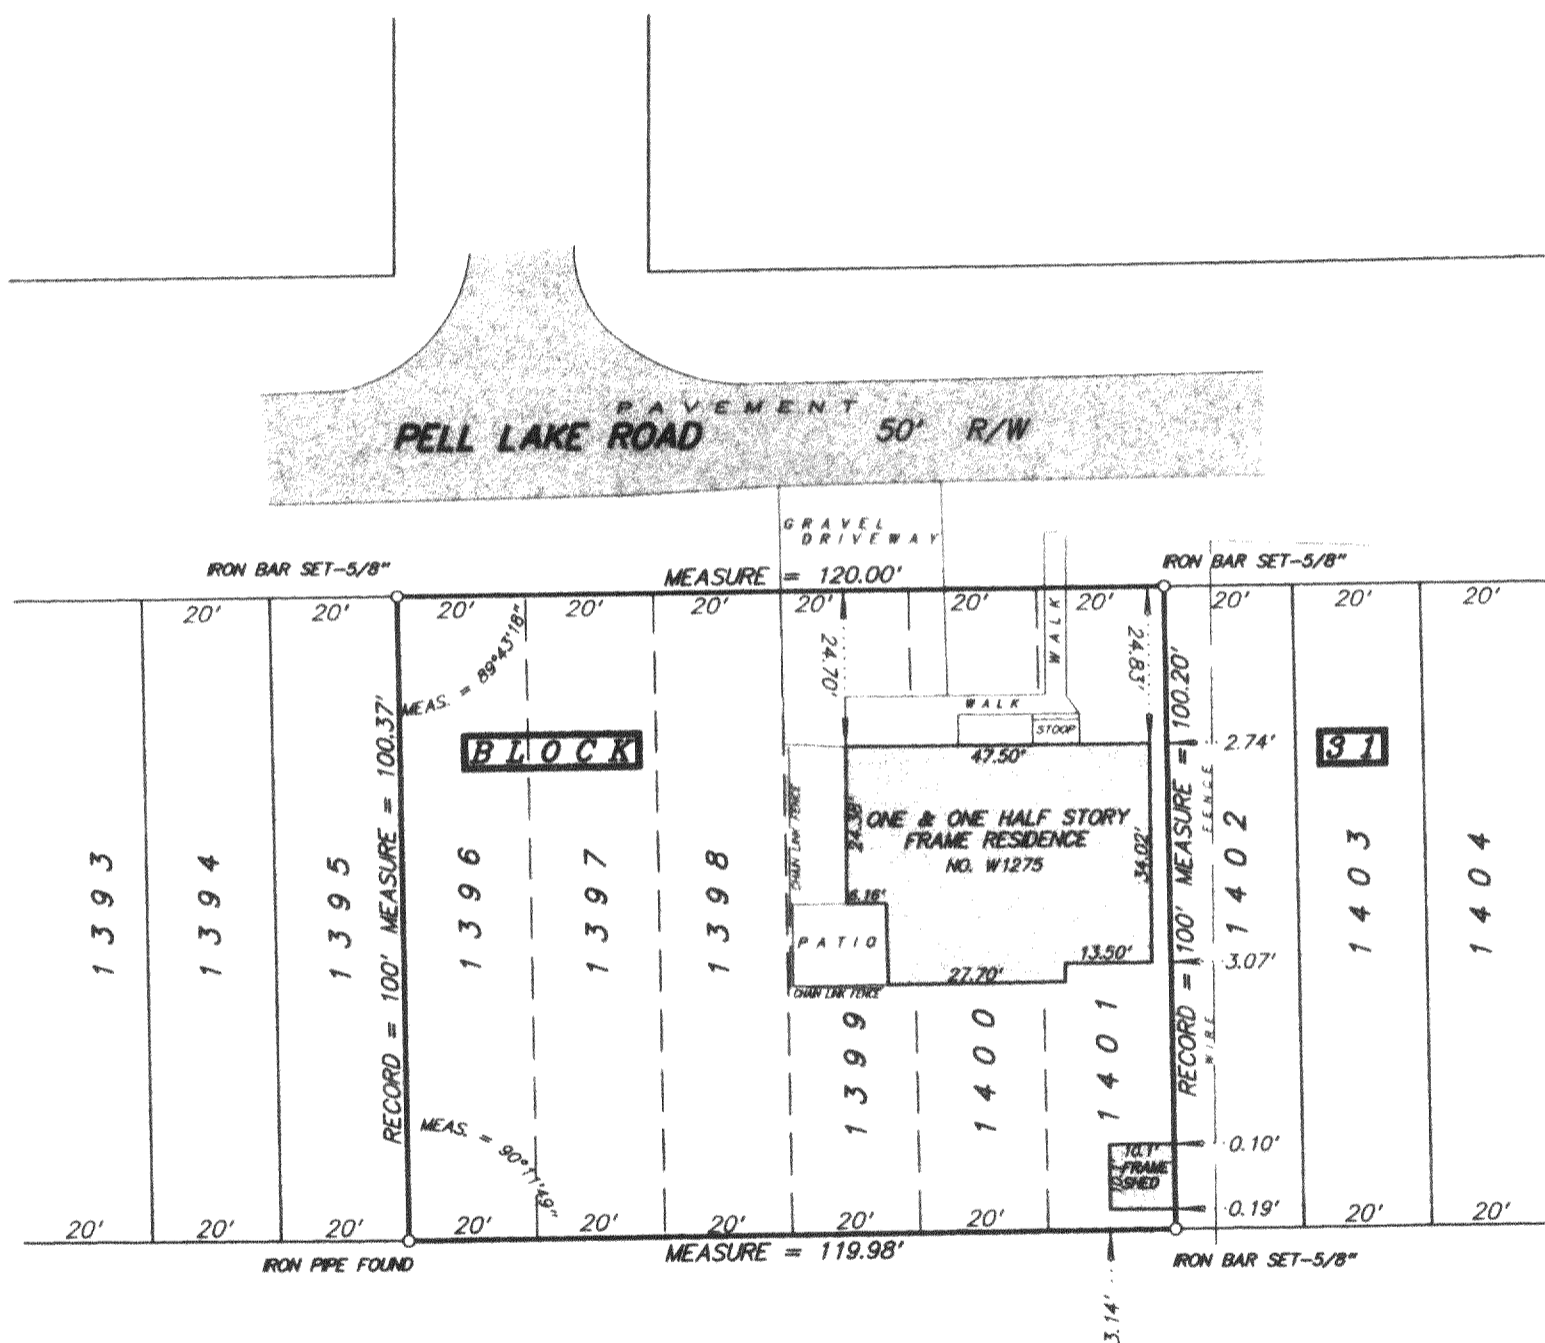 PAVEMENT
PELL LAKE ROAD
50' R/W
GRAVEL
DRIVEWAY
IRON BAR SET-5/8"
MEASURE = 120.00'
IRON BAR SET-5/8"
20' 20' 20' 20' 20' 20' 20' 20' 20' 20' 20'
MEAS. = 89°43'18"
24.70'
WALK
24.83'
WALK
STOOP
BLOCK
47.50'
2.74'
31
RECORD = 100' MEASURE = 100.37'
RECORD = 100' MEASURE = 100.20'
CHAIN LINK FENCE
24.38'
ONE & ONE HALF STORY
FRAME RESIDENCE
NO. W1275
34.02'
WIRE FENCE
1393
1394
1395
1396
1397
1398
1402
1403
1404
6.16'
PATIO
13.50'
3.07'
27.70'
CHAIN LINK FENCE
1399
1400
1401
MEAS. = 90°11'49"
0.10'
10.1'
FRAME
SHED
0.19'
20' 20' 20' 20' 20' 20' 20' 20' 20' 20' 20'
IRON PIPE FOUND
MEASURE = 119.98'
IRON BAR SET-5/8"
3.14'